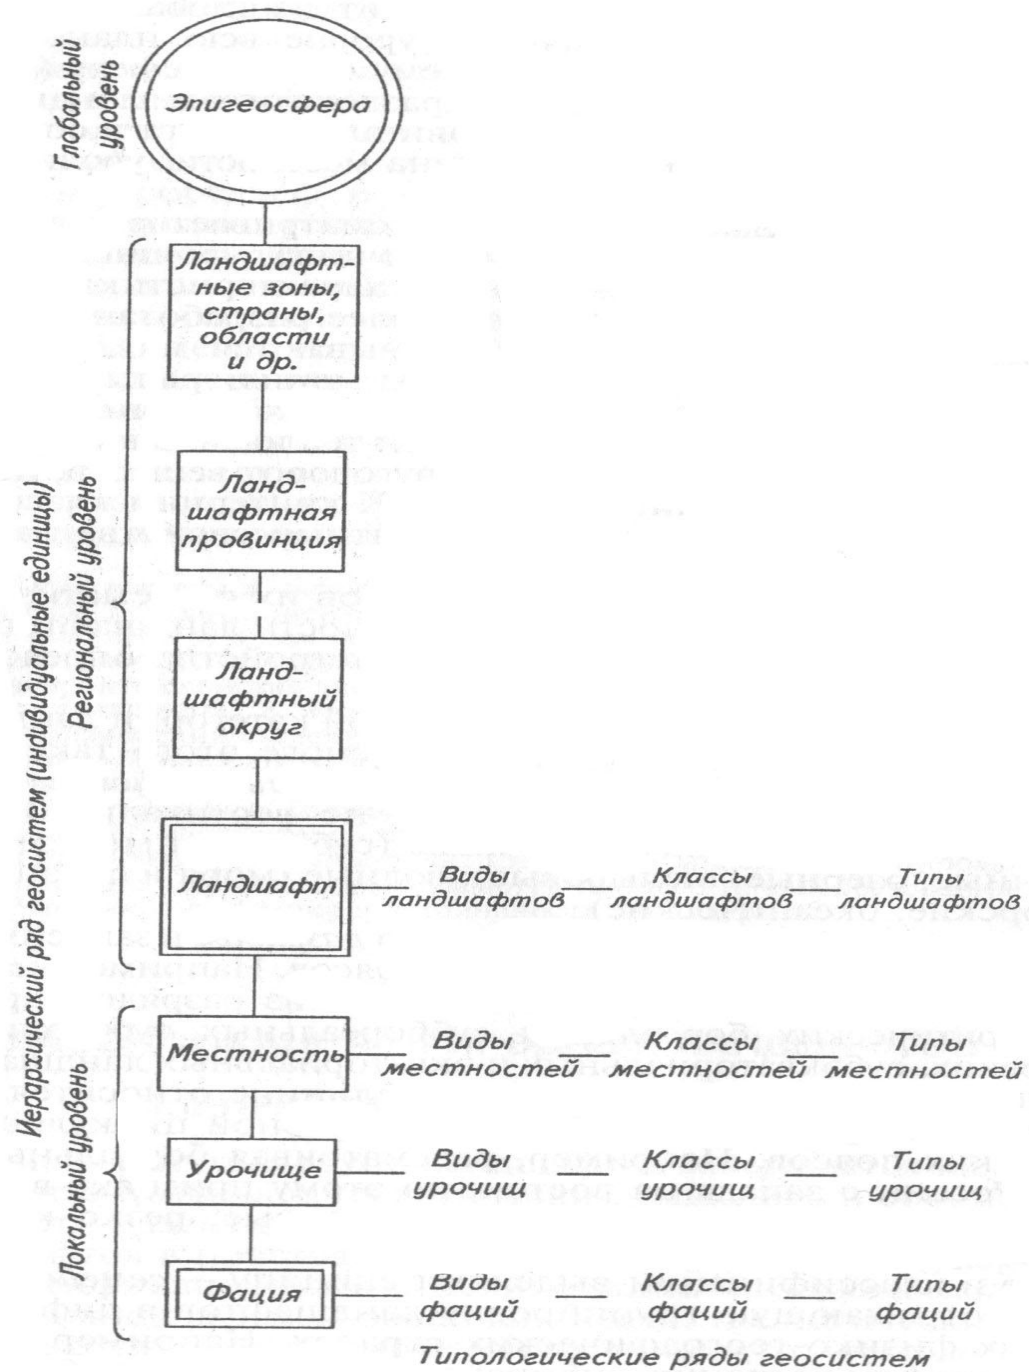 Глобальный
уровень
Эпигеосфера
Иерархический ряд геосистем (индивидуальные единицы)
Региональный уровень
Ландшафт-
ные зоны,
страны,
области
и др.
Ланд-
шафтная
провинция
Ланд-
шафтный
округ
Ландшафт
Виды
ландшафтов
Классы
ландшафтов
Типы
ландшафтов
Локальный уровень
Местность
Виды
местностей
Классы
местностей
Типы
местностей
Урочище
Виды
урочищ
Классы
урочищ
Типы
урочищ
Фация
Виды
фаций
Классы
фаций
Типы
фаций
Типологические ряды геосистем